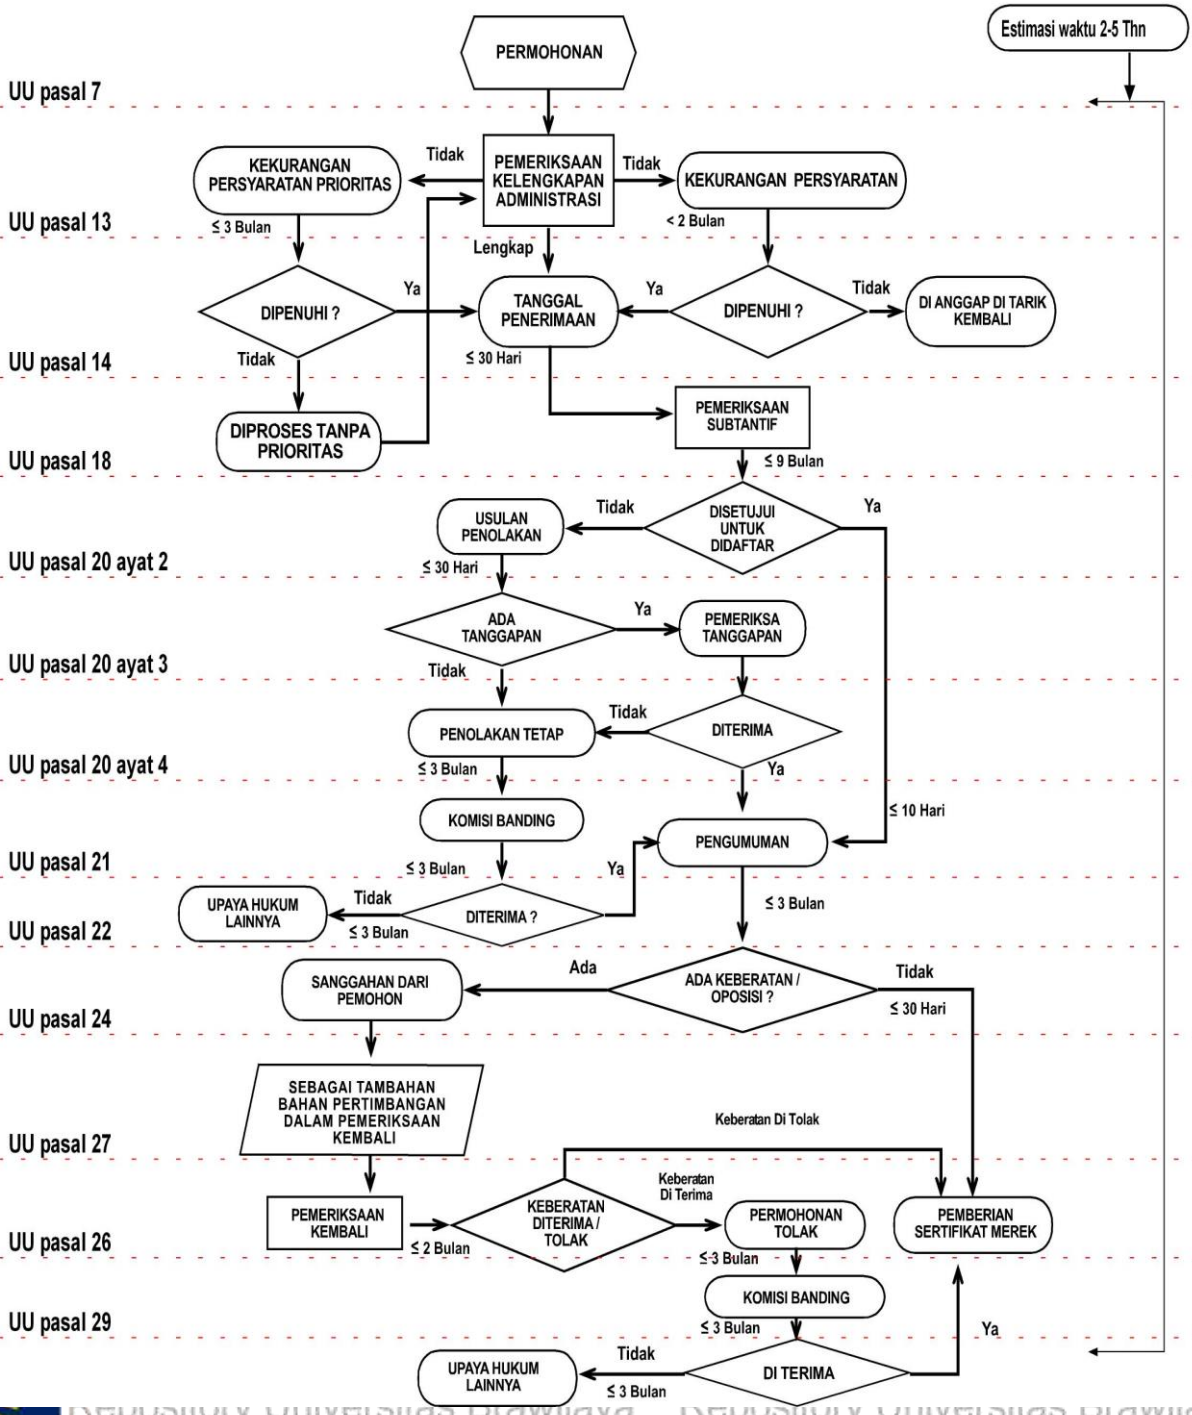 PERMOHONAN
Estimasi waktu 2-5 Thn
UU pasal 7
KEKURANGAN
PERSYARATAN PRIORITAS
Tidak
PEMERIKSAAN
KELENGKAPAN
ADMINISTRASI
Tidak
KEKURANGAN PERSYARATAN
UU pasal 13
≤ 3 Bulan
< 2 Bulan
Lengkap
DIPENUHI ?
Ya
TANGGAL
PENERIMAAN
Ya
DIPENUHI ?
Tidak
DI ANGGAP DI TARIK
KEMBALI
UU pasal 14
Tidak
≤ 30 Hari
DIPROSES TANPA
PRIORITAS
PEMERIKSAAN
SUBTANTIF
UU pasal 18
≤ 9 Bulan
USULAN
PENOLAKAN
Tidak
DISETUJUI
UNTUK
DIDAFTAR
Ya
UU pasal 20 ayat 2
≤ 30 Hari
ADA
TANGGAPAN
Ya
PEMERIKSA
TANGGAPAN
UU pasal 20 ayat 3
Tidak
PENOLAKAN TETAP
Tidak
DITERIMA
UU pasal 20 ayat 4
≤ 3 Bulan
Ya
KOMISI BANDING
PENGUMUMAN
≤ 10 Hari
UU pasal 21
≤ 3 Bulan
Ya
UPAYA HUKUM
LAINNYA
Tidak
≤ 3 Bulan
DITERIMA ?
≤ 3 Bulan
UU pasal 22
SANGGAHAN DARI
PEMOHON
Ada
ADA KEBERATAN /
OPOSISI ?
Tidak
≤ 30 Hari
UU pasal 24
SEBAGAI TAMBAHAN
BAHAN PERTIMBANGAN
DALAM PEMERIKSAAN
KEMBALI
Keberatan Di Tolak
UU pasal 27
PEMERIKSAAN
KEMBALI
≤ 2 Bulan
KEBERATAN
DITERIMA /
TOLAK
Keberatan
Di Terima
PERMOHONAN
TOLAK
PEMBERIAN
SERTIFIKAT MEREK
UU pasal 26
≤ 3 Bulan
KOMISI BANDING
UU pasal 29
≤ 3 Bulan
Ya
UPAYA HUKUM
LAINNYA
Tidak
≤ 3 Bulan
DI TERIMA